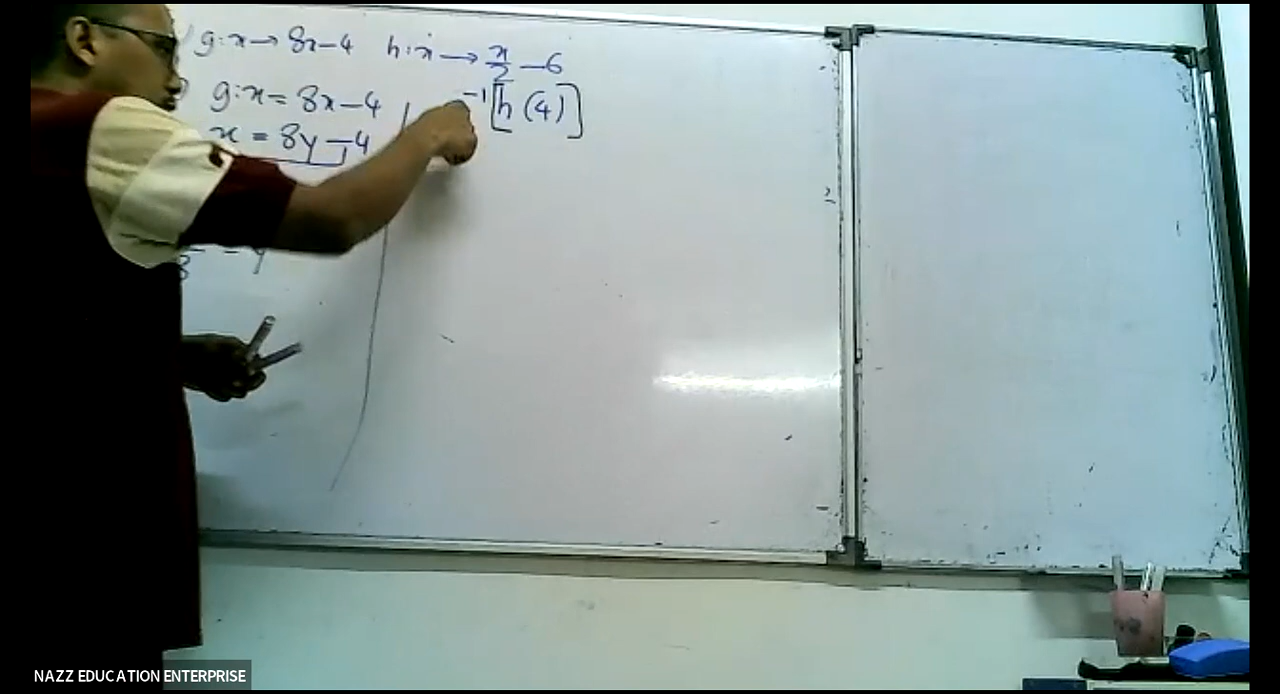 g:x→8x-4 h:x→x/2-6
g:x=8x-4
-1[h(4)]
x=8y-4
NAZZ EDUCATION ENTERPRISE